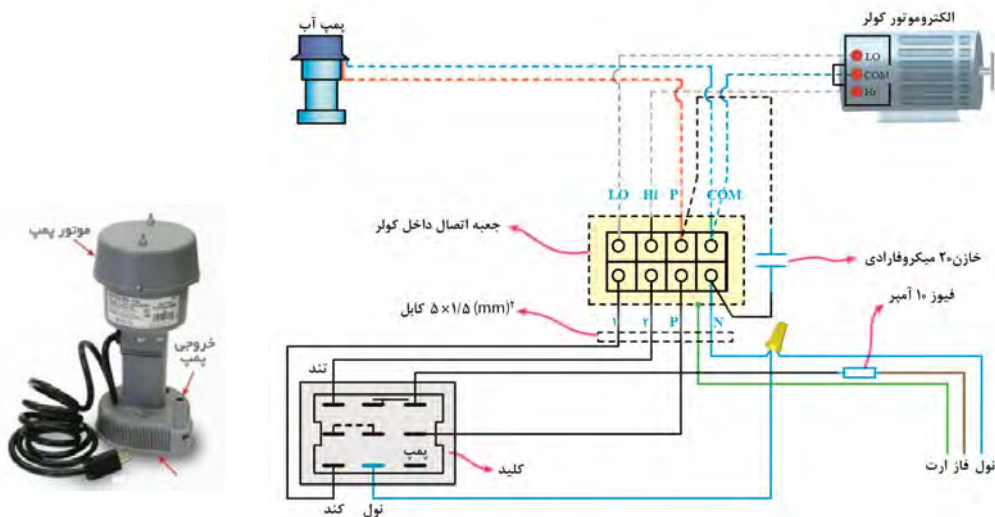 پمپ آب
الکتروموتور کولر
LO
COM
Hi
LO Hi P COM
جعبه اتصال داخل کولر
خازن۲۰ میکروفارادی
فیوز ۱۰ آمپر
کابل ۵×۱/۵ (mm)²
۱ ۲ P N
تند
پمپ
کلید
کند
نول
نول فاز ارت
موتور پمپ
خروجی
پمپ